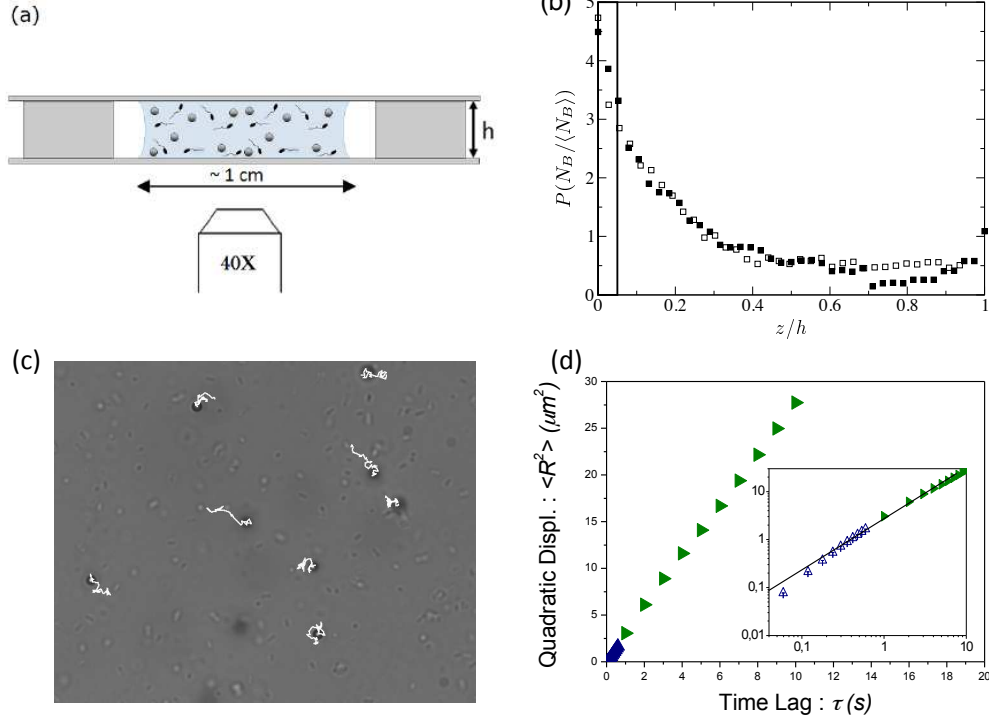 (a)
h
~ 1 cm
40X
(b)
P(N_B/⟨N_B⟩)
5
4
3
2
1
0
0 0.2 0.4 0.6 0.8 1
z/h
(c)
(d)
Quadratic Displ. : <R²> (μm²)
30
25
20
15
10
5
0
0 2 4 6 8 10 12 14 16 18 20
Time Lag : τ(s)
10
1
0,1
0,01
0,1 1 10